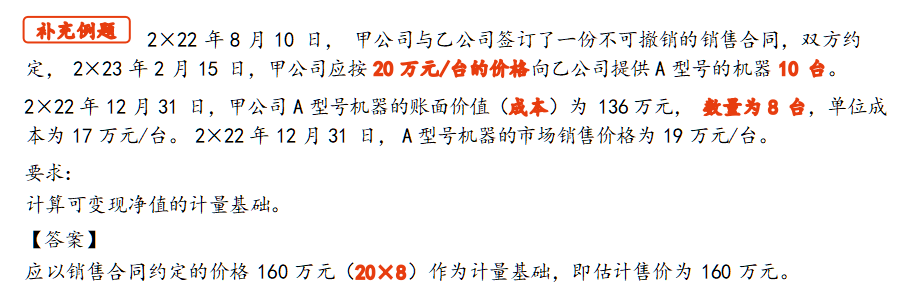 补充例题 2×22 年 8 月 10 日， 甲公司与乙公司签订了一份不可撤销的销售合同，双方约
定， 2×23 年 2 月 15 日，甲公司应按 20 万元/台的价格向乙公司提供 A 型号的机器 10 台。
2×22 年 12 月 31 日，甲公司 A 型号机器的账面价值（成本）为 136 万元， 数量为 8 台，单位成
本为 17 万元/台。 2×22 年 12 月 31 日， A 型号机器的市场销售价格为 19 万元/台。
要求：
计算可变现净值的计量基础。
【答案】
应以销售合同约定的价格 160 万元（20×8）作为计量基础，即估计售价为 160 万元。